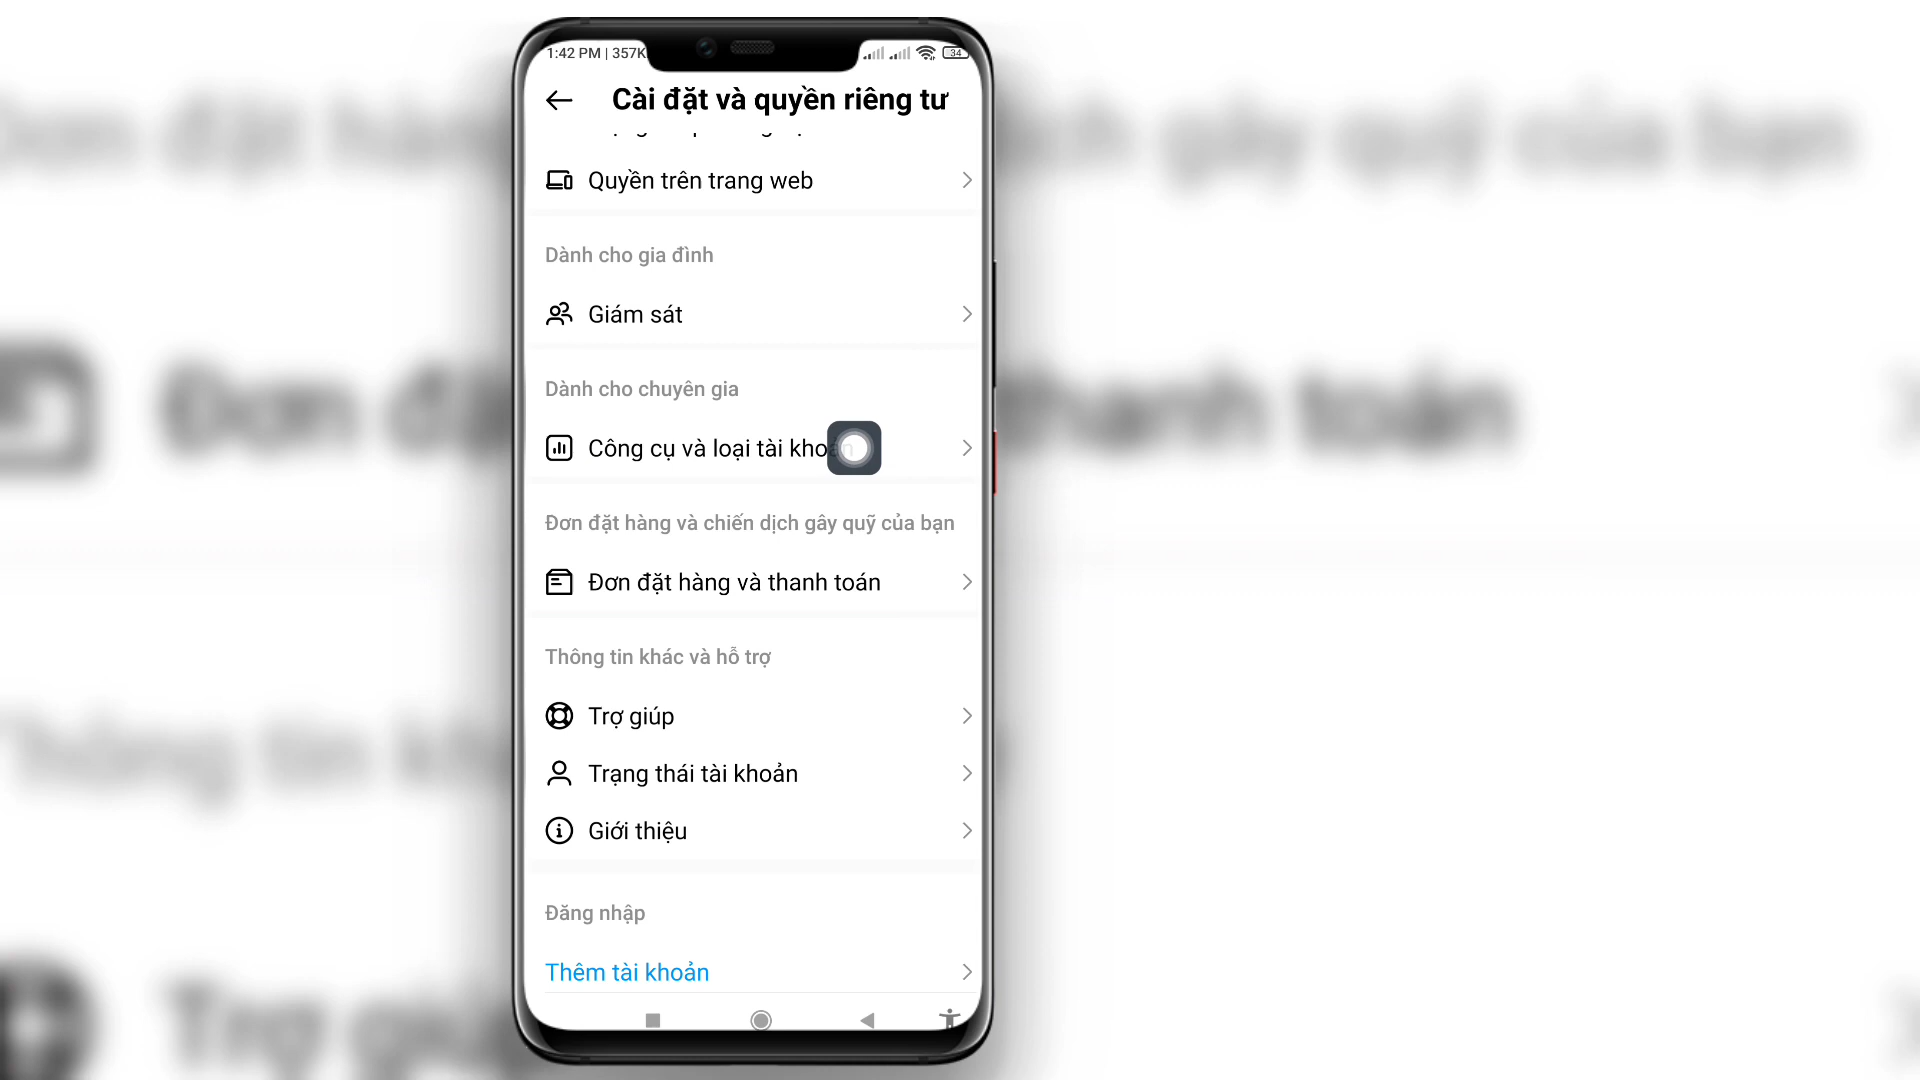 1:42 PM | 357K
34
Cài đặt và quyền riêng tư
Quyền trên trang web
Dành cho gia đình
Giám sát
Dành cho chuyên gia
Công cụ và loại tài khoản
Đơn đặt hàng và chiến dịch gây quỹ của bạn
Đơn đặt hàng và thanh toán
Thông tin khác và hỗ trợ
Trợ giúp
Trạng thái tài khoản
Giới thiệu
Đăng nhập
Thêm tài khoản